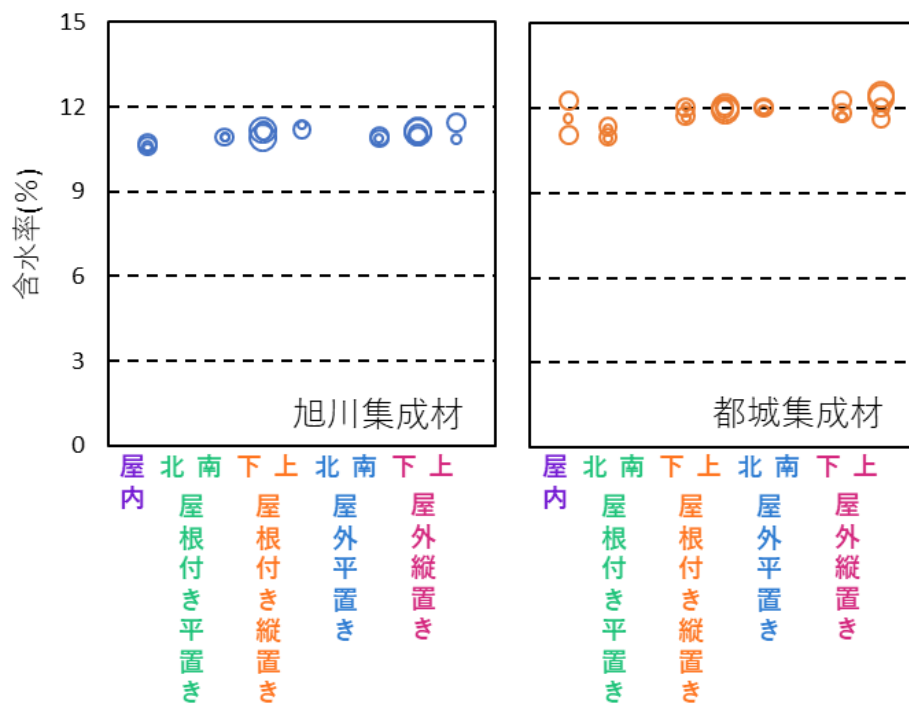 含水率(%)
15
12
9
6
3
0
旭川集成材
都城集成材
屋内
北 南
屋根付き平置き
下 上
屋根付き縦置き
北 南
屋外平置き
下 上
屋外縦置き
屋内
北 南
屋根付き平置き
下 上
屋根付き縦置き
北 南
屋外平置き
下 上
屋外縦置き